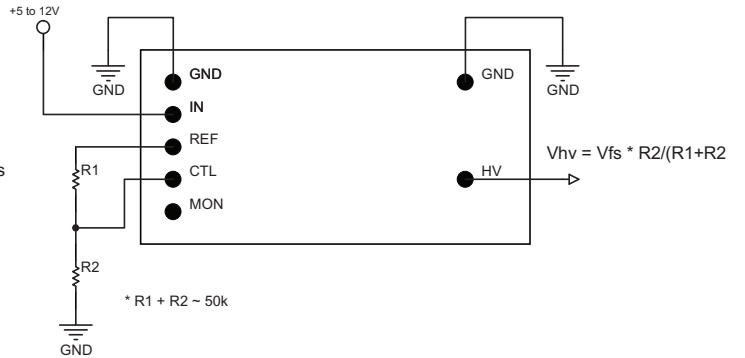 +5 to 12V
GND
GND
IN
REF
CTL
MON
GND
GND
HV
Vhv = Vfs * R2/(R1+R2
s
R1
R2
* R1 + R2 ~ 50k
GND